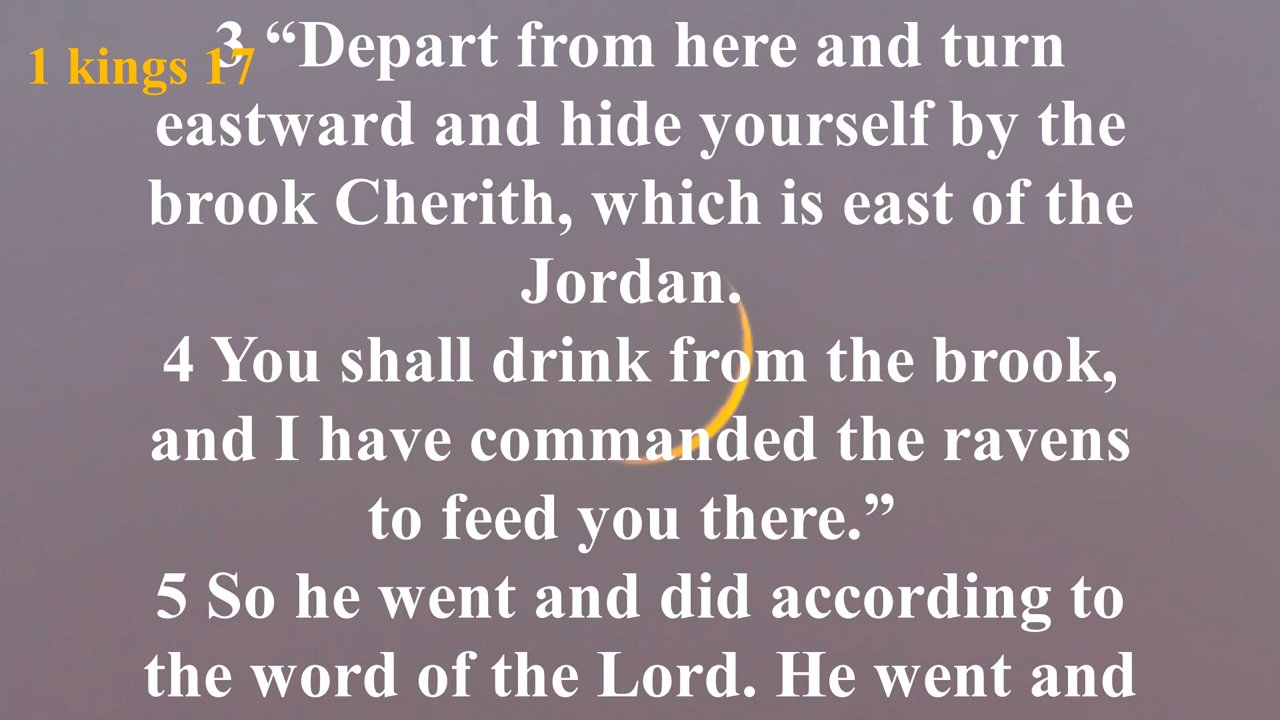 1 kings 17
3 “Depart from here and turn
eastward and hide yourself by the
brook Cherith, which is east of the
Jordan.
4 You shall drink from the brook,
and I have commanded the ravens
to feed you there.”
5 So he went and did according to
the word of the Lord. He went and